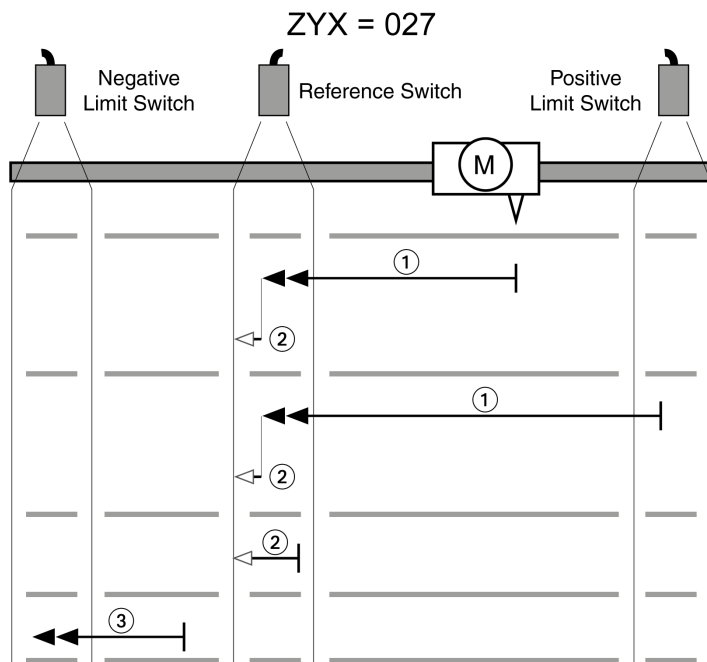 ZYX = 027
Negative
Limit Switch
Reference Switch
Positive
Limit Switch
M
1
2
1
2
2
3